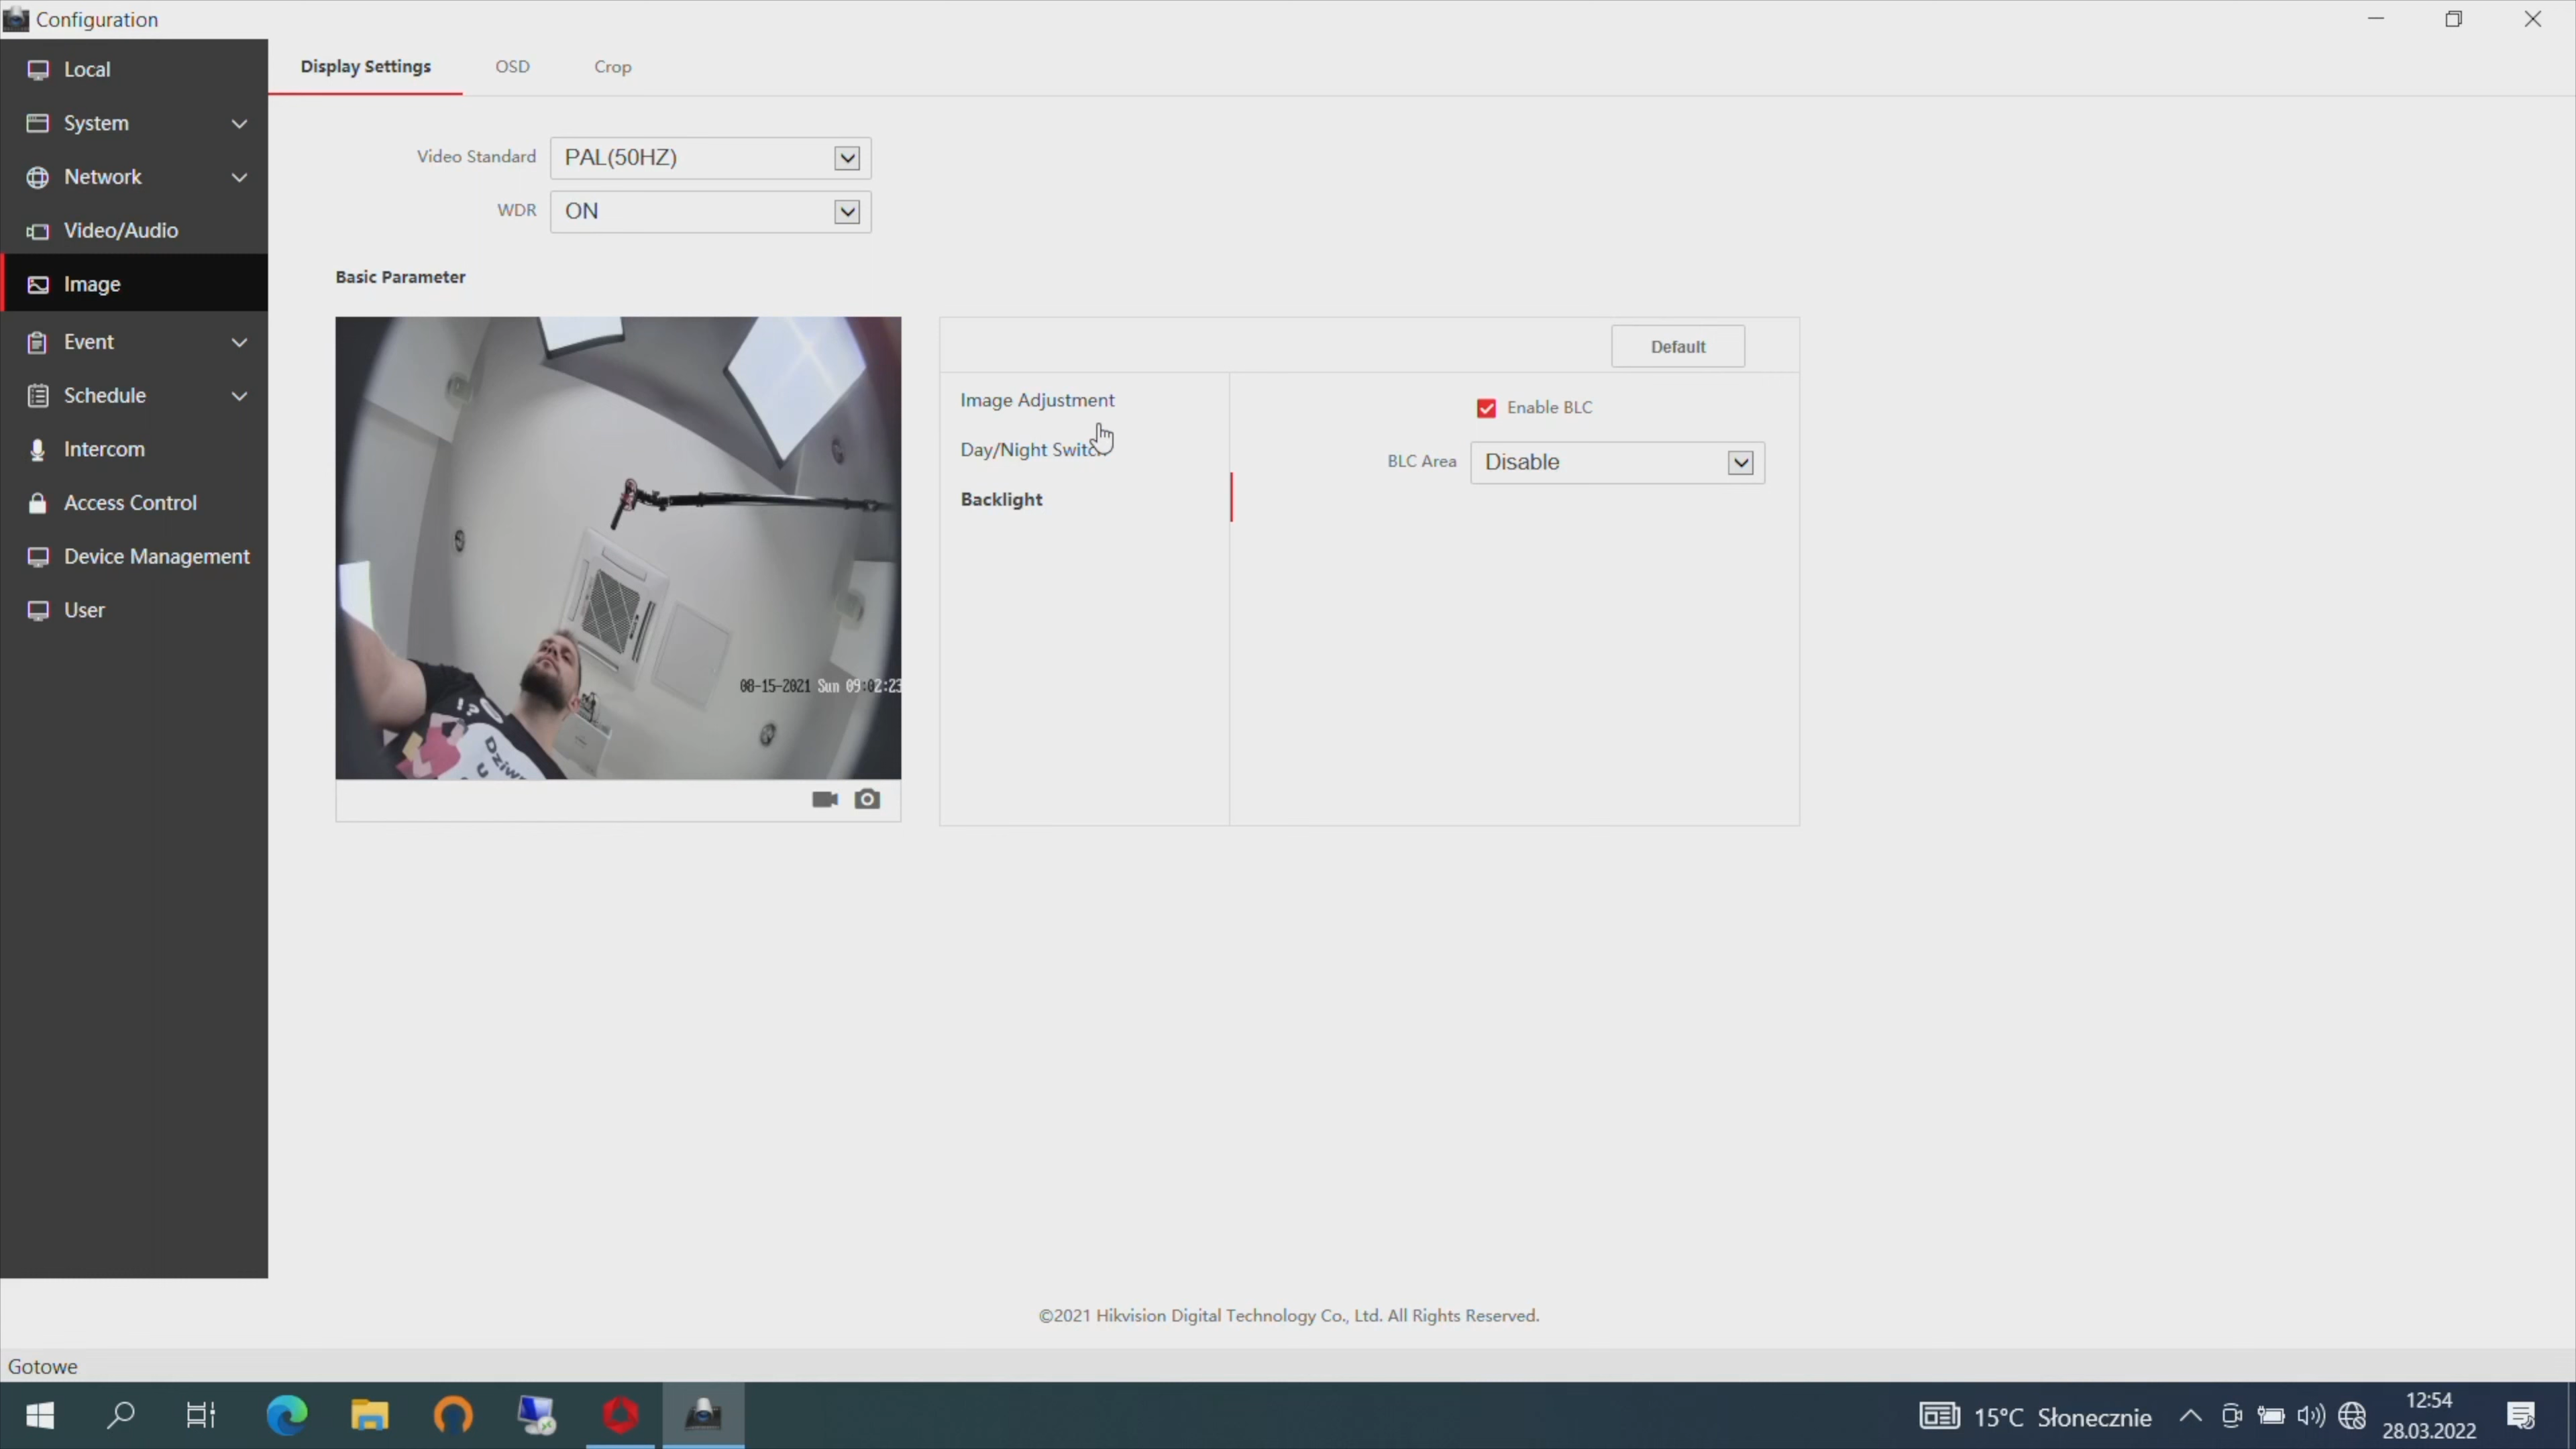 Configuration
Local
System
Network
Video/Audio
Image
Event
Schedule
Intercom
Access Control
Device Management
User
Display Settings
OSD
Crop
Video Standard
PAL(50HZ)
WDR
ON
Basic Parameter
08-15-2021 Sun 09:02:23
Default
Image Adjustment
Day/Night Switch
Backlight
Enable BLC
BLC Area
Disable
©2021 Hikvision Digital Technology Co., Ltd. All Rights Reserved.
Gotowe
15°C Słonecznie
12:54
28.03.2022